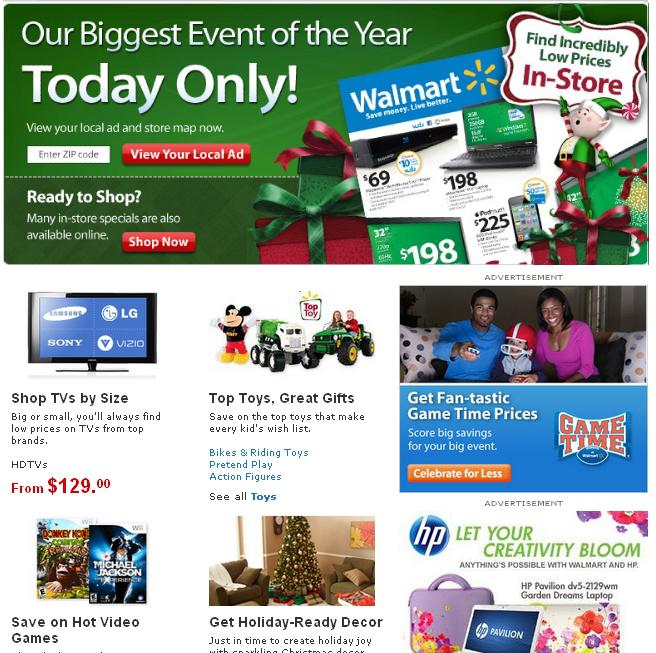 Our Biggest Event of the Year
Today Only!
View your local ad and store map now.
Enter ZIP code
View Your Local Ad
Ready to Shop?
Many in-store specials are also
available online.
Shop Now
Find Incredibly
Low Prices
In-Store
Walmart
Save money. Live better.
$69
$198
$225
32"
$198
42"
ADVERTISEMENT
SAMSUNG
LG
SONY
VIZIO
Shop TVs by Size
Big or small, you'll always find
low prices on TVs from top
brands.
HDTVs
From $129.00
Top
Toy
Top Toys, Great Gifts
Save on the top toys that make
every kid's wish list.
Bikes & Riding Toys
Pretend Play
Action Figures
See all Toys
Get Fan-tastic
Game Time Prices
Score big savings
for your big event.
Celebrate for Less
GAME
TIME
at Walmart
ADVERTISEMENT
Wii
DONKEY KONG
COUNTRY
Wii
MICHAEL
JACKSON
EXPERIENCE
Save on Hot Video
Games
Get Holiday-Ready Decor
Just in time to create holiday joy
with sparkling Christmas decor
hp
LET YOUR
CREATIVITY BLOOM
ANYTHING'S POSSIBLE WITH WALMART AND HP.
HP Pavilion dv5-2129wm
Garden Dreams Laptop
hp PAVILION